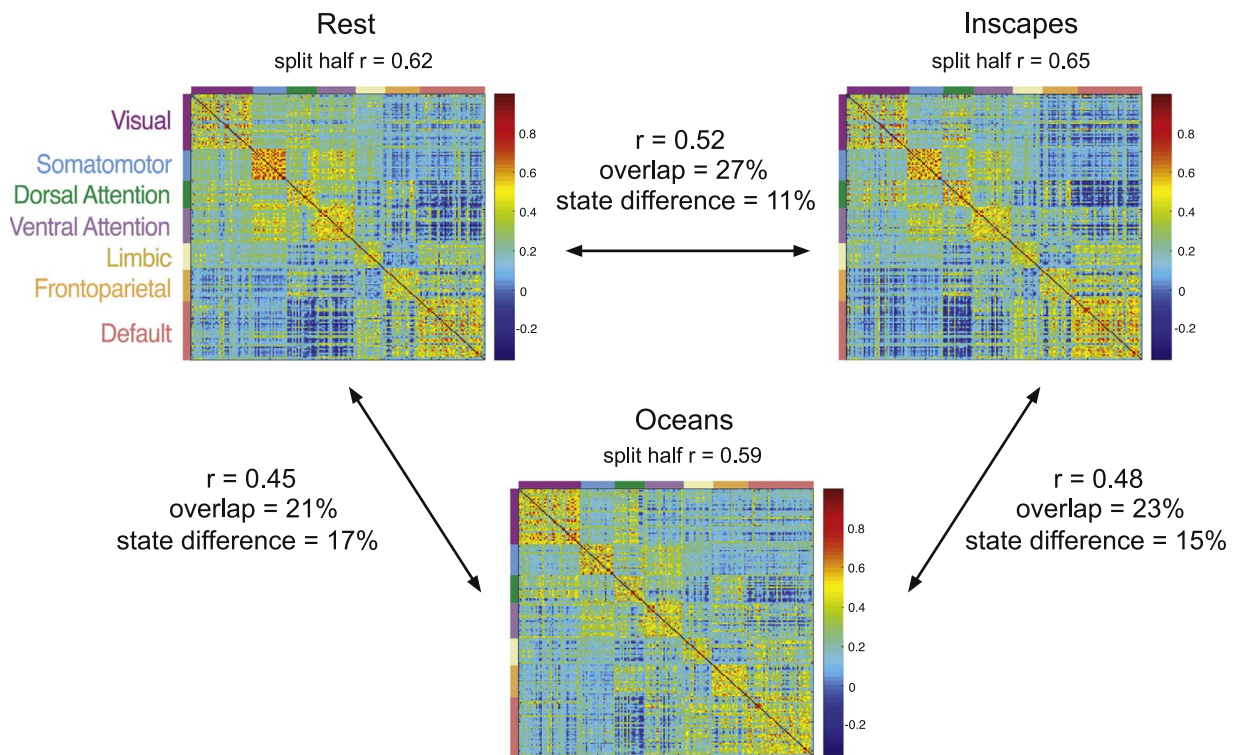 Rest
split half r = 0.62
Inscapes
split half r = 0.65
Visual
Somatomotor
Dorsal Attention
Ventral Attention
Limbic
Frontoparietal
Default
0.8
0.6
0.4
0.2
0
-0.2
r = 0.52
overlap = 27%
state difference = 11%
0.8
0.6
0.4
0.2
0
-0.2
Oceans
split half r = 0.59
r = 0.45
overlap = 21%
state difference = 17%
0.8
0.6
0.4
0.2
0
-0.2
r = 0.48
overlap = 23%
state difference = 15%